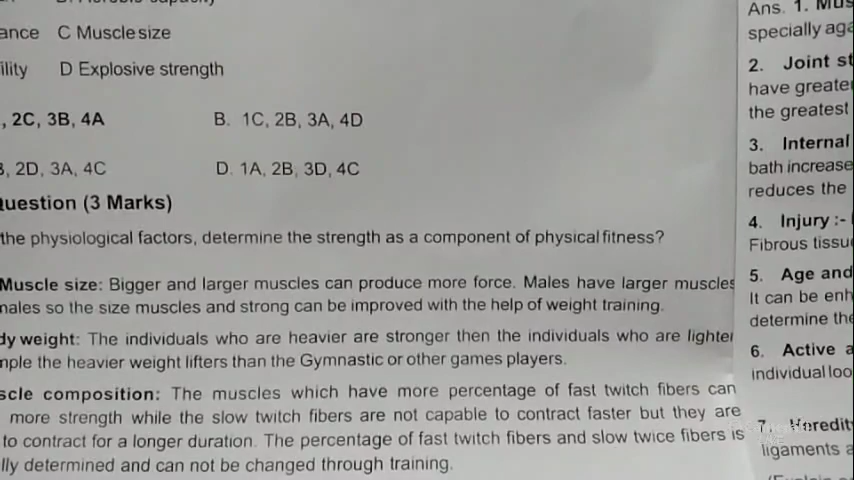 ance C Muscle size
ility D Explosive strength
, 2C, 3B, 4A B. 1C, 2B, 3A, 4D
, 2D, 3A, 4C D. 1A, 2B, 3D, 4C
uestion (3 Marks)
the physiological factors, determine the strength as a component of physical fitness?
Muscle size: Bigger and larger muscles can produce more force. Males have larger muscles
males so the size muscles and strong can be improved with the help of weight training.
dy weight: The individuals who are heavier are stronger then the individuals who are lighter
mple the heavier weight lifters than the Gymnastic or other games players.
scle composition: The muscles which have more percentage of fast twitch fibers can
more strength while the slow twitch fibers are not capable to contract faster but they are
to contract for a longer duration. The percentage of fast twitch fibers and slow twice fibers is
lly determined and can not be changed through training.
Ans. 1. Mus
specially aga
2. Joint st
have greate
the greatest
3. Internal
bath increase
reduces the
4. Injury :-
Fibrous tissu
5. Age and
It can be enh
determine the
6. Active a
individual loo
7. Heredit
ligaments a